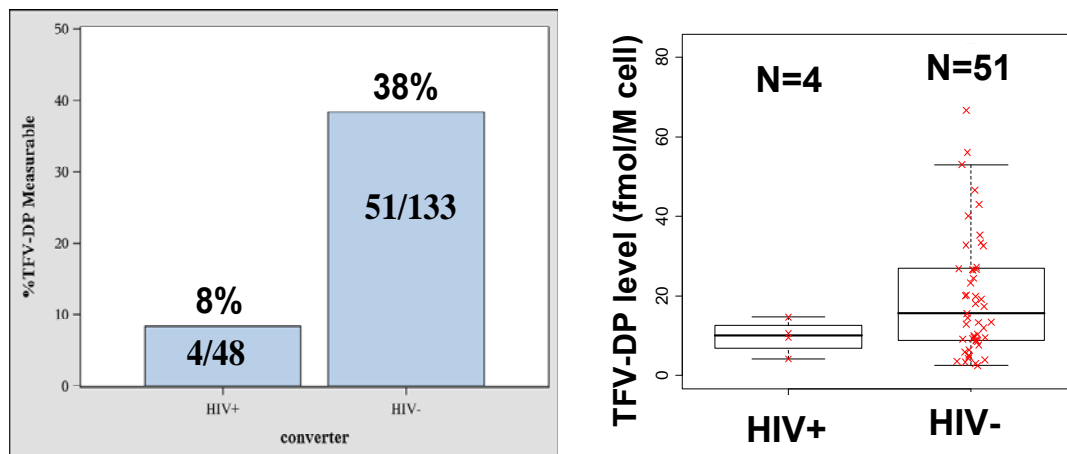 %TFV-DP Measurable
50
40
30
20
10
0
8%
4/48
38%
51/133
HIV+
HIV-
converter
TFV-DP level (fmol/M cell)
80
60
40
20
0
N=4
N=51
HIV+
HIV-